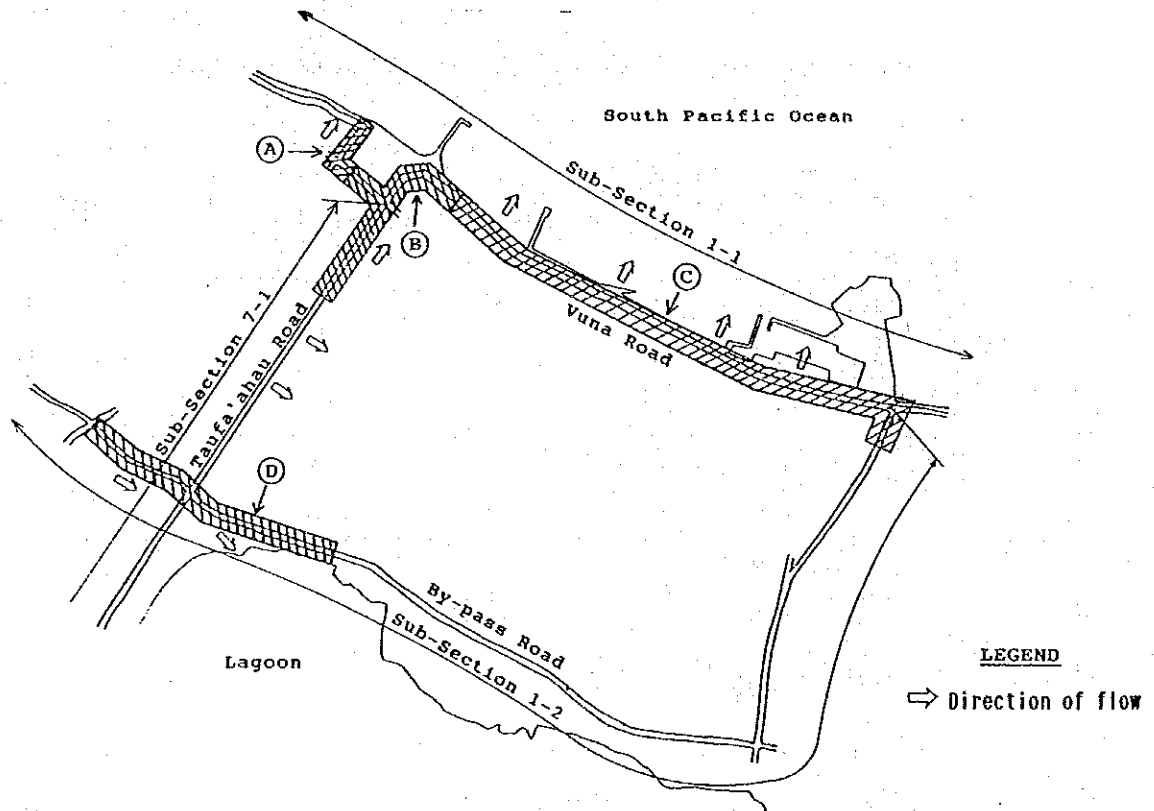 South Pacific Ocean
A
Sub-Section 1-1
B
C
Vuna Road
Sub-Section 7-1
Taufa'ahau Road
D
By-pass Road
Sub-Section 1-2
Lagoon
LEGEND
Direction of flow